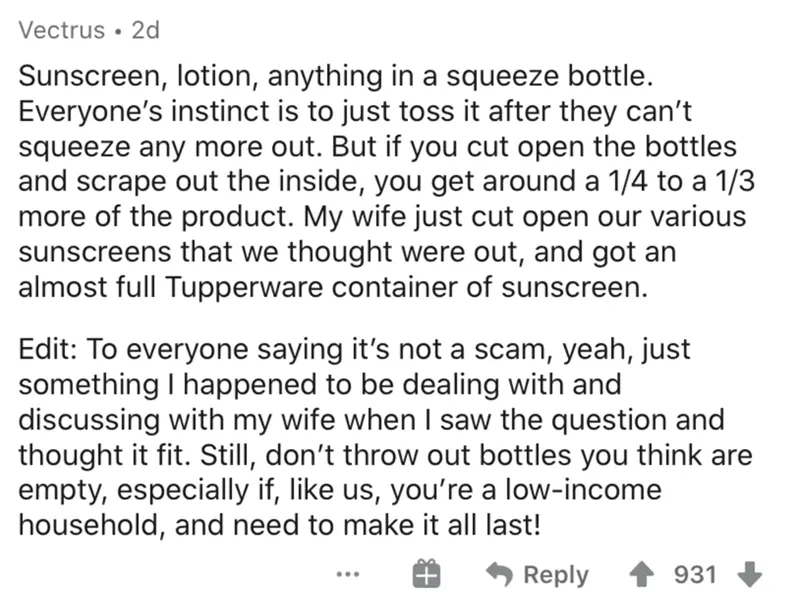 Vectrus • 2d
Sunscreen, lotion, anything in a squeeze bottle.
Everyone’s instinct is to just toss it after they can’t
squeeze any more out. But if you cut open the bottles
and scrape out the inside, you get around a 1/4 to a 1/3
more of the product. My wife just cut open our various
sunscreens that we thought were out, and got an
almost full Tupperware container of sunscreen.
Edit: To everyone saying it’s not a scam, yeah, just
something I happened to be dealing with and
discussing with my wife when I saw the question and
thought it fit. Still, don’t throw out bottles you think are
empty, especially if, like us, you’re a low-income
household, and need to make it all last!
... Reply 931